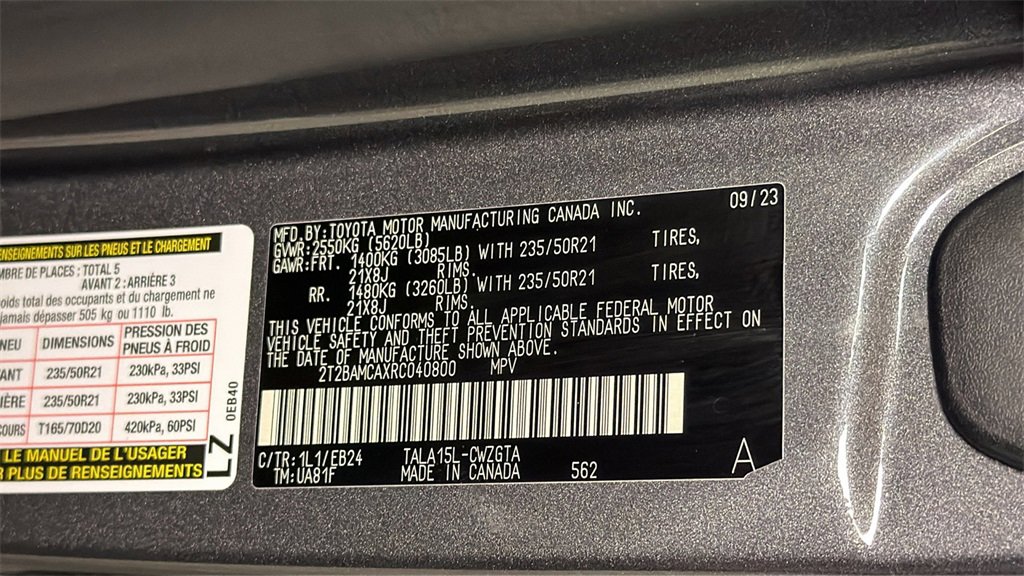 ENSEIGNEMENTS SUR LES PNEUS ET LE CHARGEMENT
MBRE DE PLACES : TOTAL 5
AVANT 2 : ARRIÈRE 3
oids total des occupants et du chargement ne
jamais dépasser 505 kg ou 1110 lb.
NEU DIMENSIONS PRESSION DES PNEUS À FROID
ANT 235/50R21 230kPa, 33PSI
IÈRE 235/50R21 230kPa, 33PSI
COURS T165/70D20 420kPa, 60PSI
LE MANUEL DE L'USAGER
R PLUS DE RENSEIGNEMENTS
LZ 0EB40
MFD.BY:TOYOTA MOTOR MANUFACTURING CANADA INC. 09/23
GVWR:2550KG (5620LB)
GAWR:FRT. 1400KG (3085LB) WITH 235/50R21 TIRES,
21X8J RIMS.
RR. 1480KG (3260LB) WITH 235/50R21 TIRES,
21X8J RIMS.
THIS VEHICLE CONFORMS TO ALL APPLICABLE FEDERAL MOTOR
VEHICLE SAFETY AND THEFT PREVENTION STANDARDS IN EFFECT ON
THE DATE OF MANUFACTURE SHOWN ABOVE.
2T2BAMCAXRC040800 MPV
C/TR:1L1/EB24 TALA15L-CWZGTA
TM:UA81F MADE IN CANADA 562 A